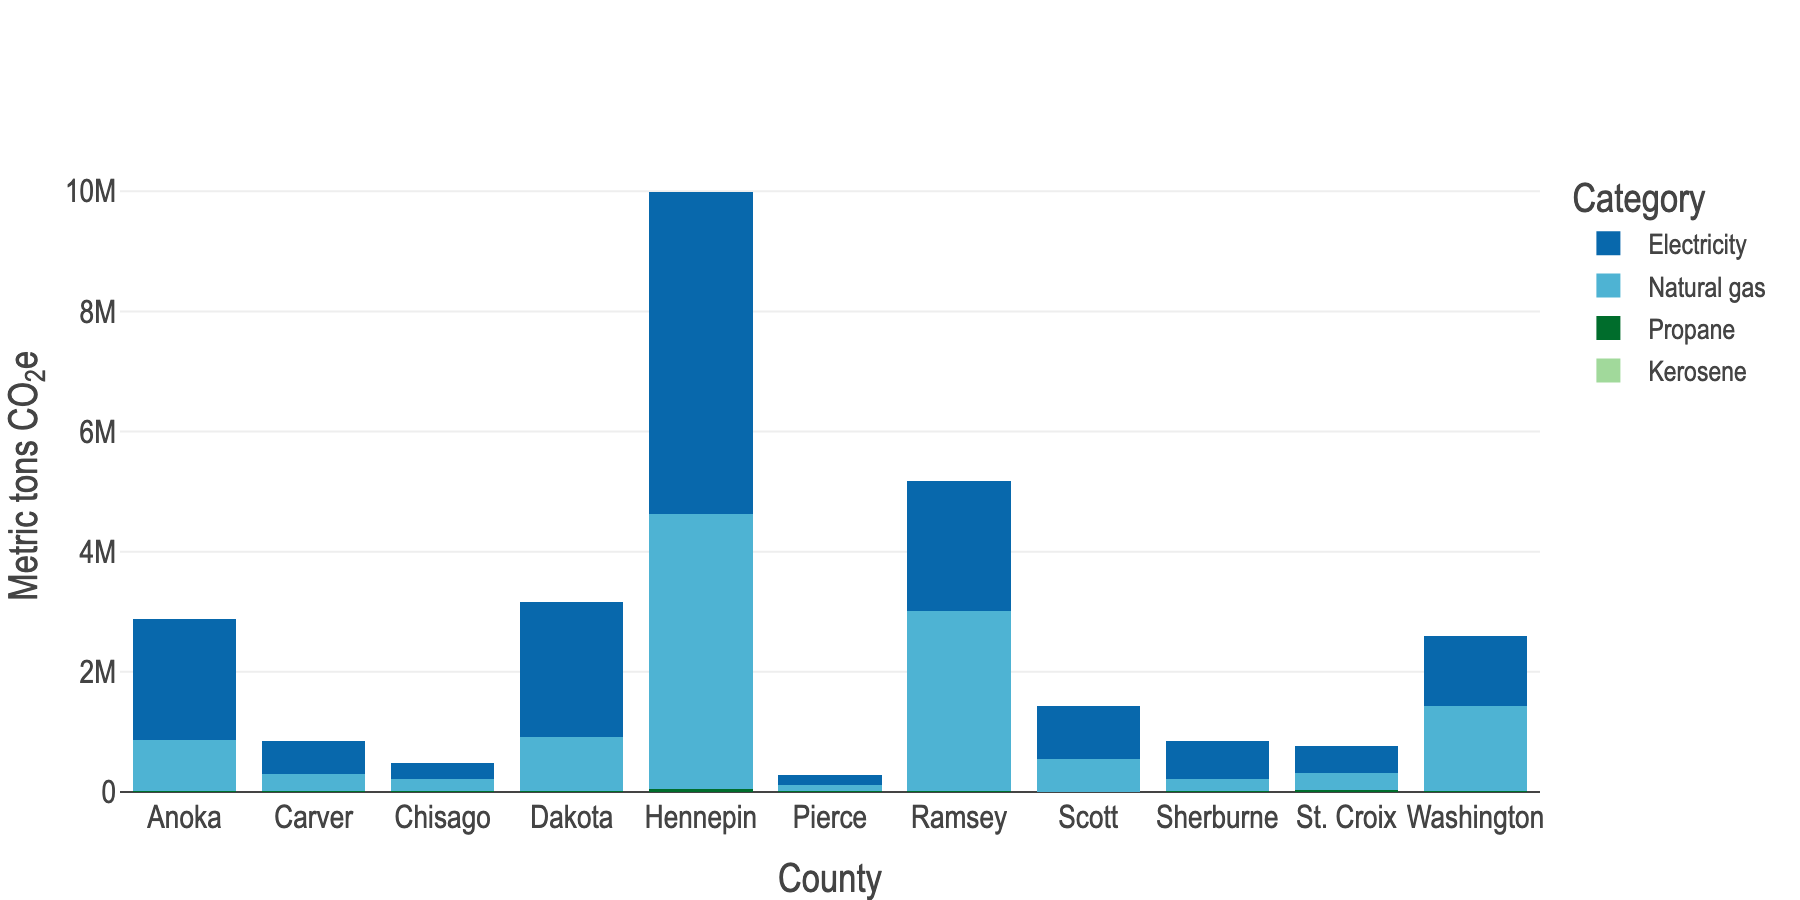 10M
8M
6M
4M
2M
0
Metric tons CO₂e
Anoka
Carver
Chisago
Dakota
Hennepin
Pierce
Ramsey
Scott
Sherburne
St. Croix
Washington
County
Category
Electricity
Natural gas
Propane
Kerosene